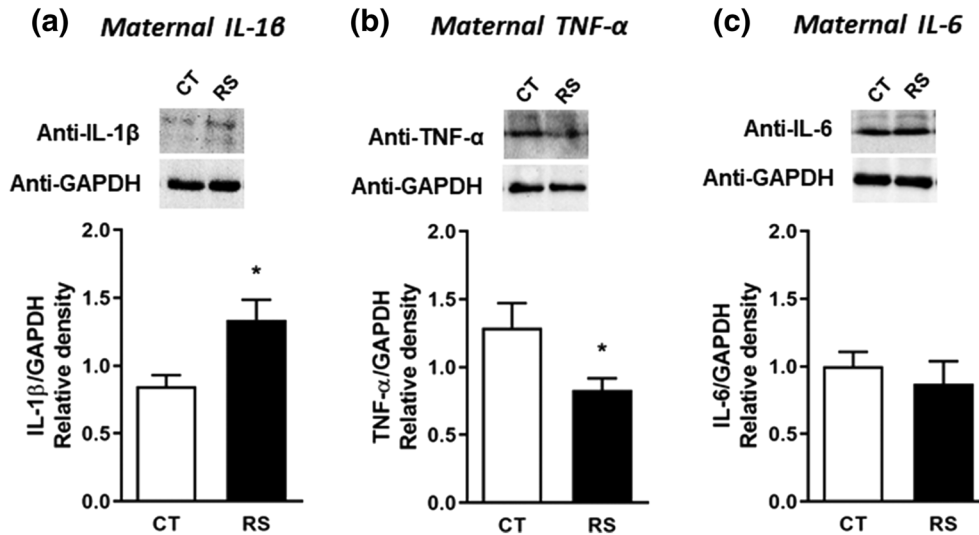 (a) Maternal IL-1β
CT RS
Anti-IL-1β
Anti-GAPDH
IL-1β/GAPDH
Relative density
2.0
1.5
1.0
0.5
0.0
*
CT RS
(b) Maternal TNF-α
CT RS
Anti-TNF-α
Anti-GAPDH
TNF-α/GAPDH
Relative density
2.0
1.5
1.0
0.5
0.0
*
CT RS
(c) Maternal IL-6
CT RS
Anti-IL-6
Anti-GAPDH
IL-6/GAPDH
Relative density
2.0
1.5
1.0
0.5
0.0
CT RS